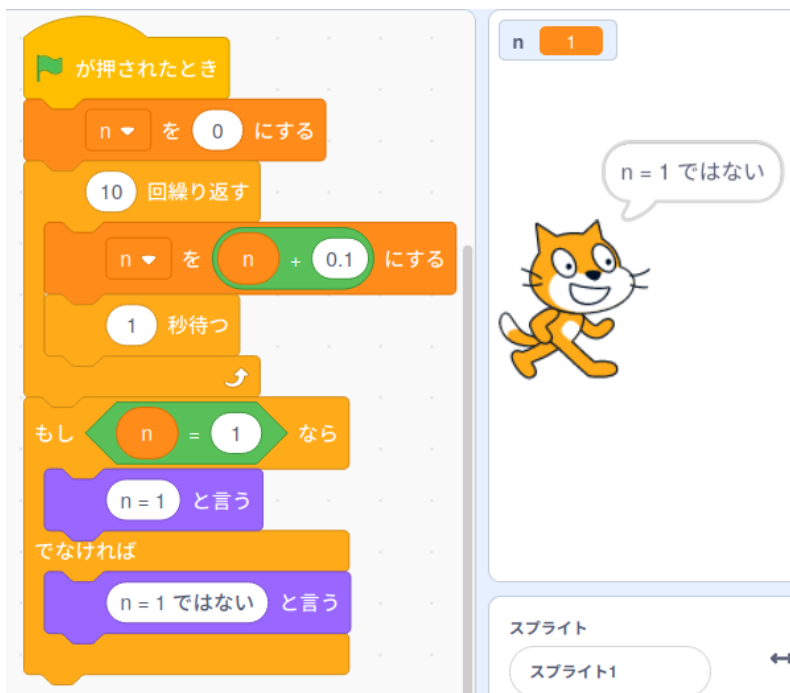 が押されたとき
n を 0 にする
10 回繰り返す
n を n + 0.1 にする
1 秒待つ
もし n = 1 なら
n = 1 と言う
でなければ
n = 1 ではない と言う
n 1
n = 1 ではない
スプライト
スプライト1